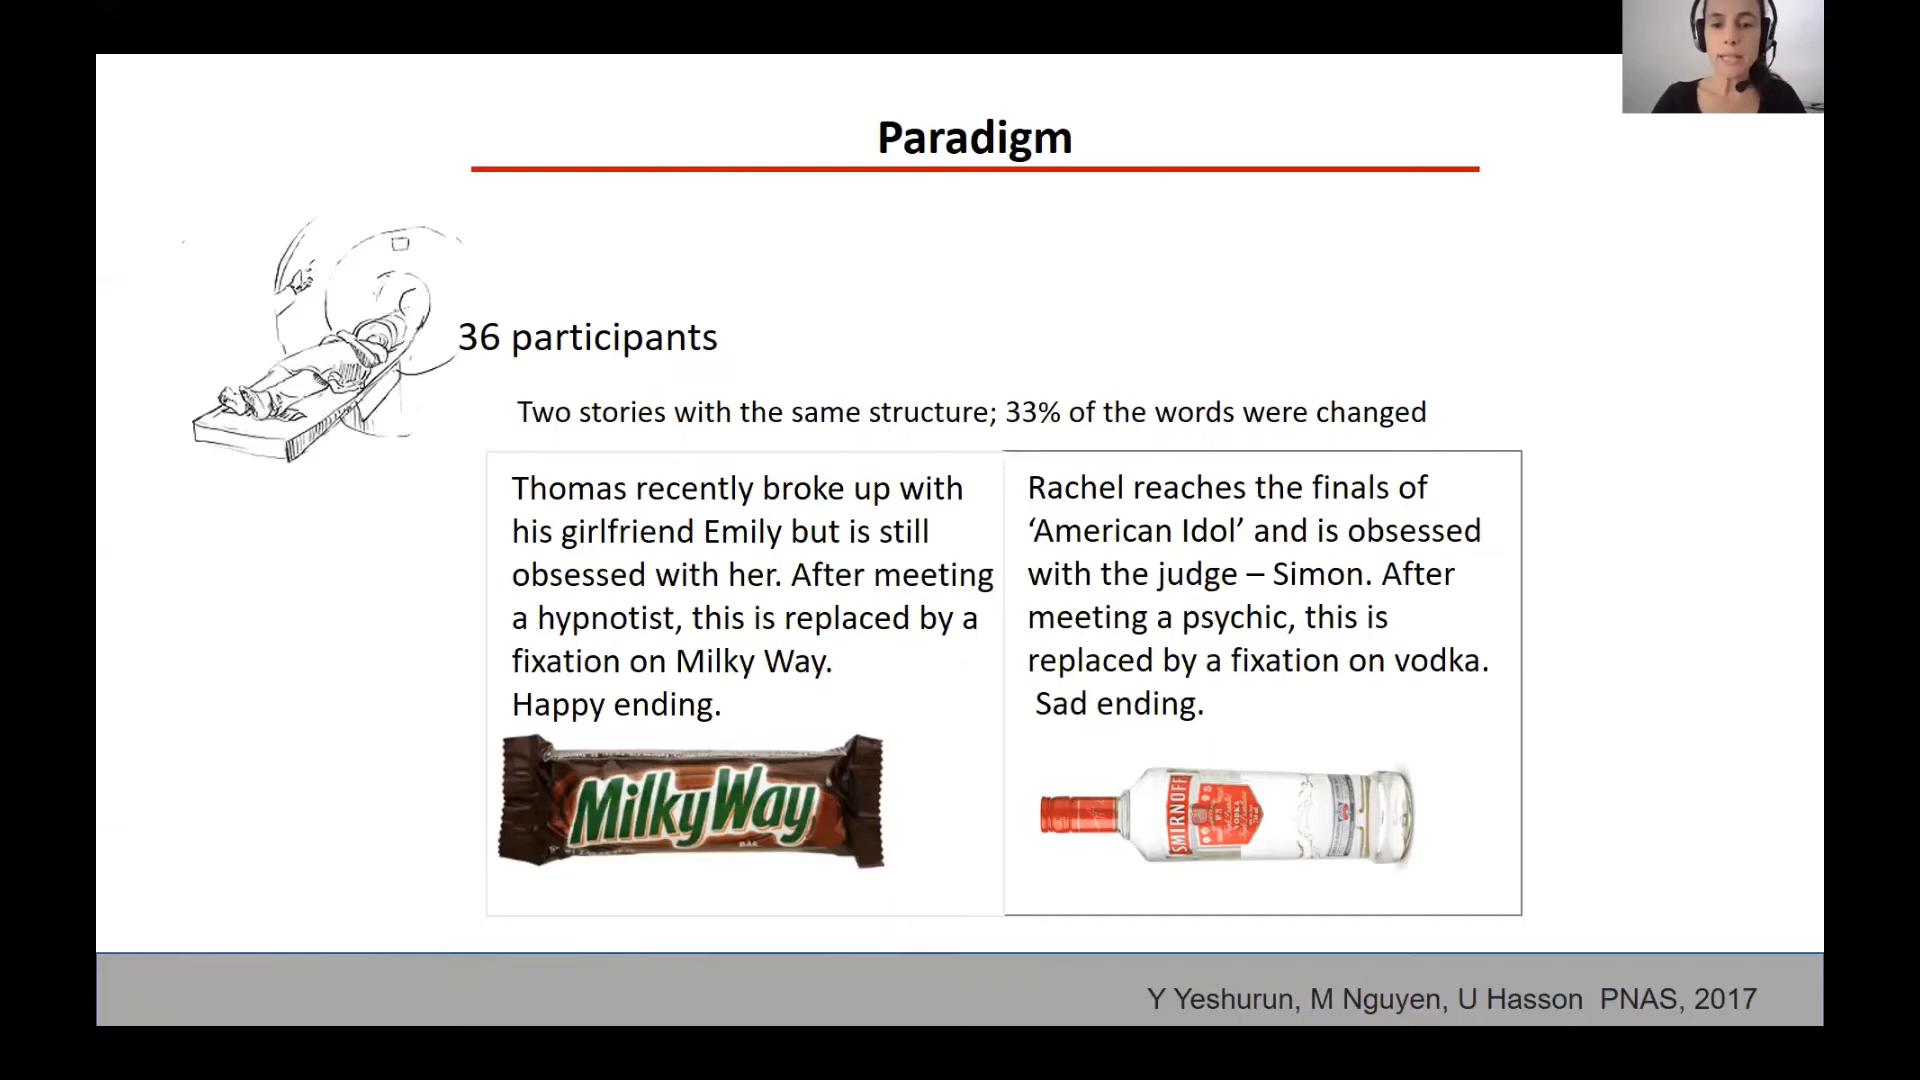 Paradigm
36 participants
Two stories with the same structure; 33% of the words were changed
Thomas recently broke up with
his girlfriend Emily but is still
obsessed with her. After meeting
a hypnotist, this is replaced by a
fixation on Milky Way.
Happy ending.
Rachel reaches the finals of
‘American Idol’ and is obsessed
with the judge – Simon. After
meeting a psychic, this is
replaced by a fixation on vodka.
Sad ending.
MilkyWay
BAR
SMIRNOFF
VODKA
Y Yeshurun, M Nguyen, U Hasson PNAS, 2017